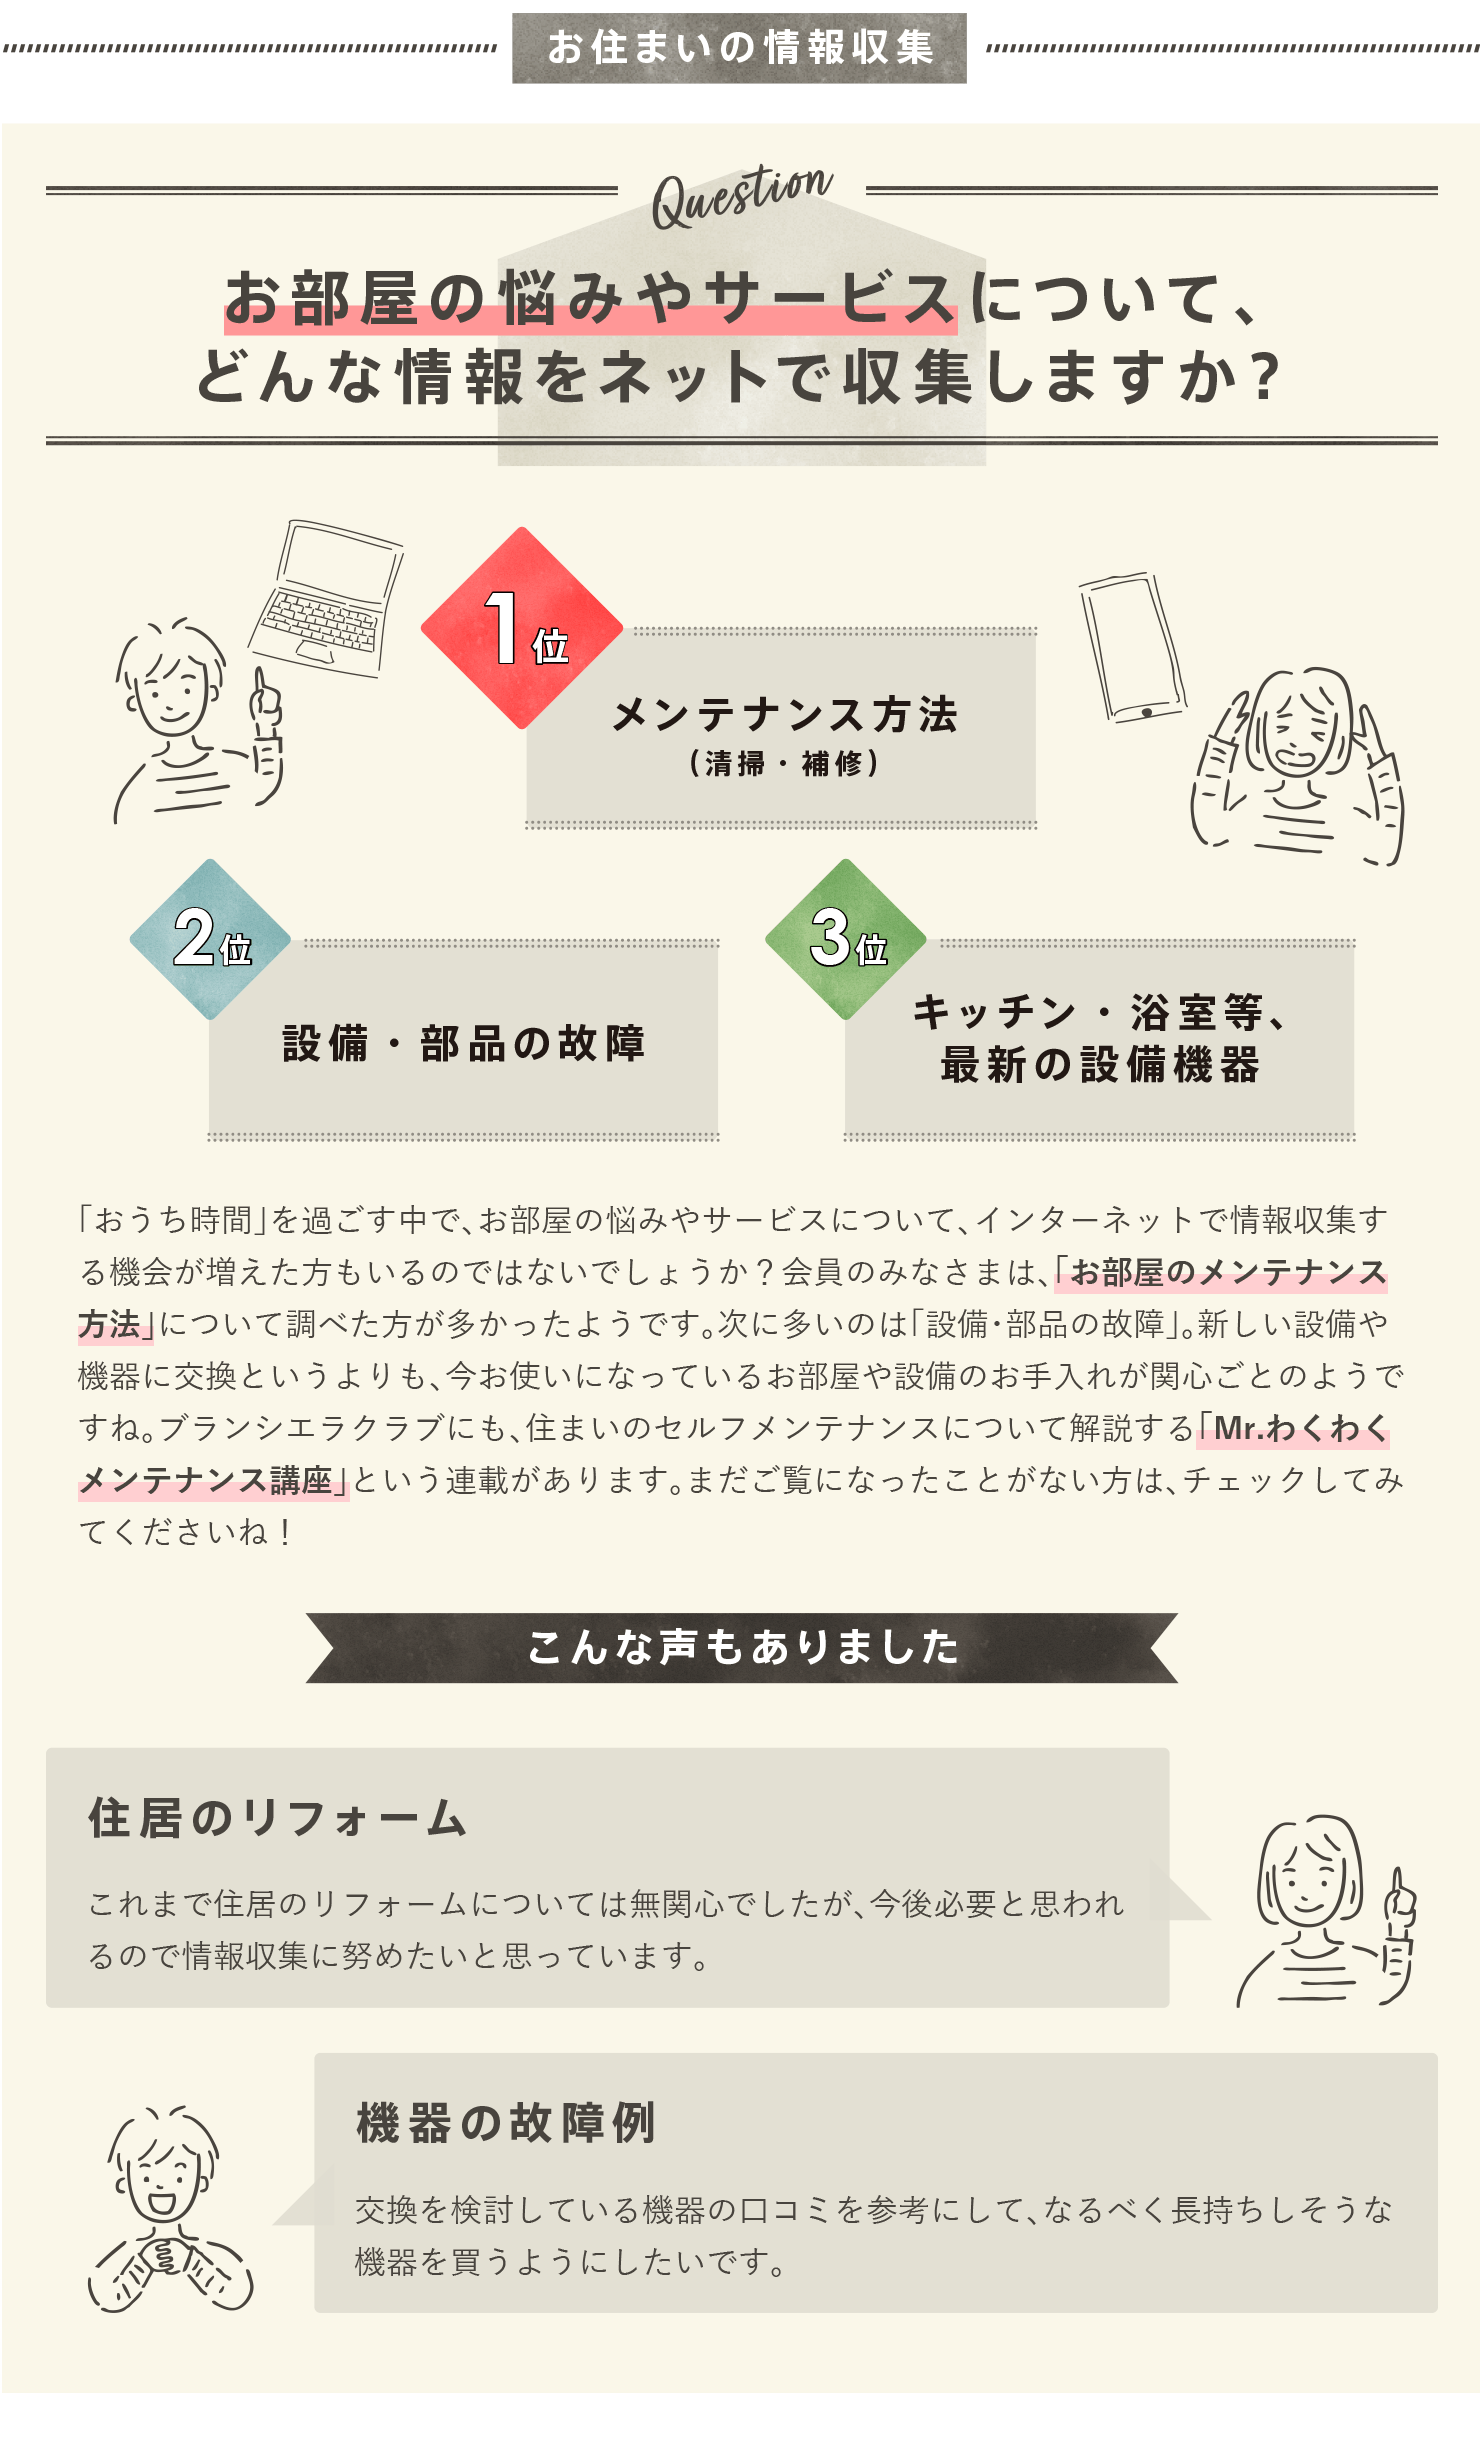 お住まいの情報収集
Question
お部屋の悩みやサービスについて、
どんな情報をネットで収集しますか？
1位
メンテナンス方法
（清掃・補修）
2位
設備・部品の故障
3位
キッチン・浴室等、
最新の設備機器
「おうち時間」を過ごす中で、お部屋の悩みやサービスについて、インターネットで情報収集す
る機会が増えた方もいるのではないでしょうか？会員のみなさまは、「お部屋のメンテナンス
方法」について調べた方が多かったようです。次に多いのは「設備・部品の故障」。新しい設備や
機器に交換というよりも、今お使いになっているお部屋や設備のお手入れが関心ごとのようで
すね。ブランシエラクラブにも、住まいのセルフメンテナンスについて解説する「Mr.わくわく
メンテナンス講座」という連載があります。まだご覧になったことがない方は、チェックしてみ
てくださいね！
こんな声もありました
住居のリフォーム
これまで住居のリフォームについては無関心でしたが、今後必要と思われ
るので情報収集に努めたいと思っています。
機器の故障例
交換を検討している機器の口コミを参考にして、なるべく長持ちしそうな
機器を買うようにしたいです。